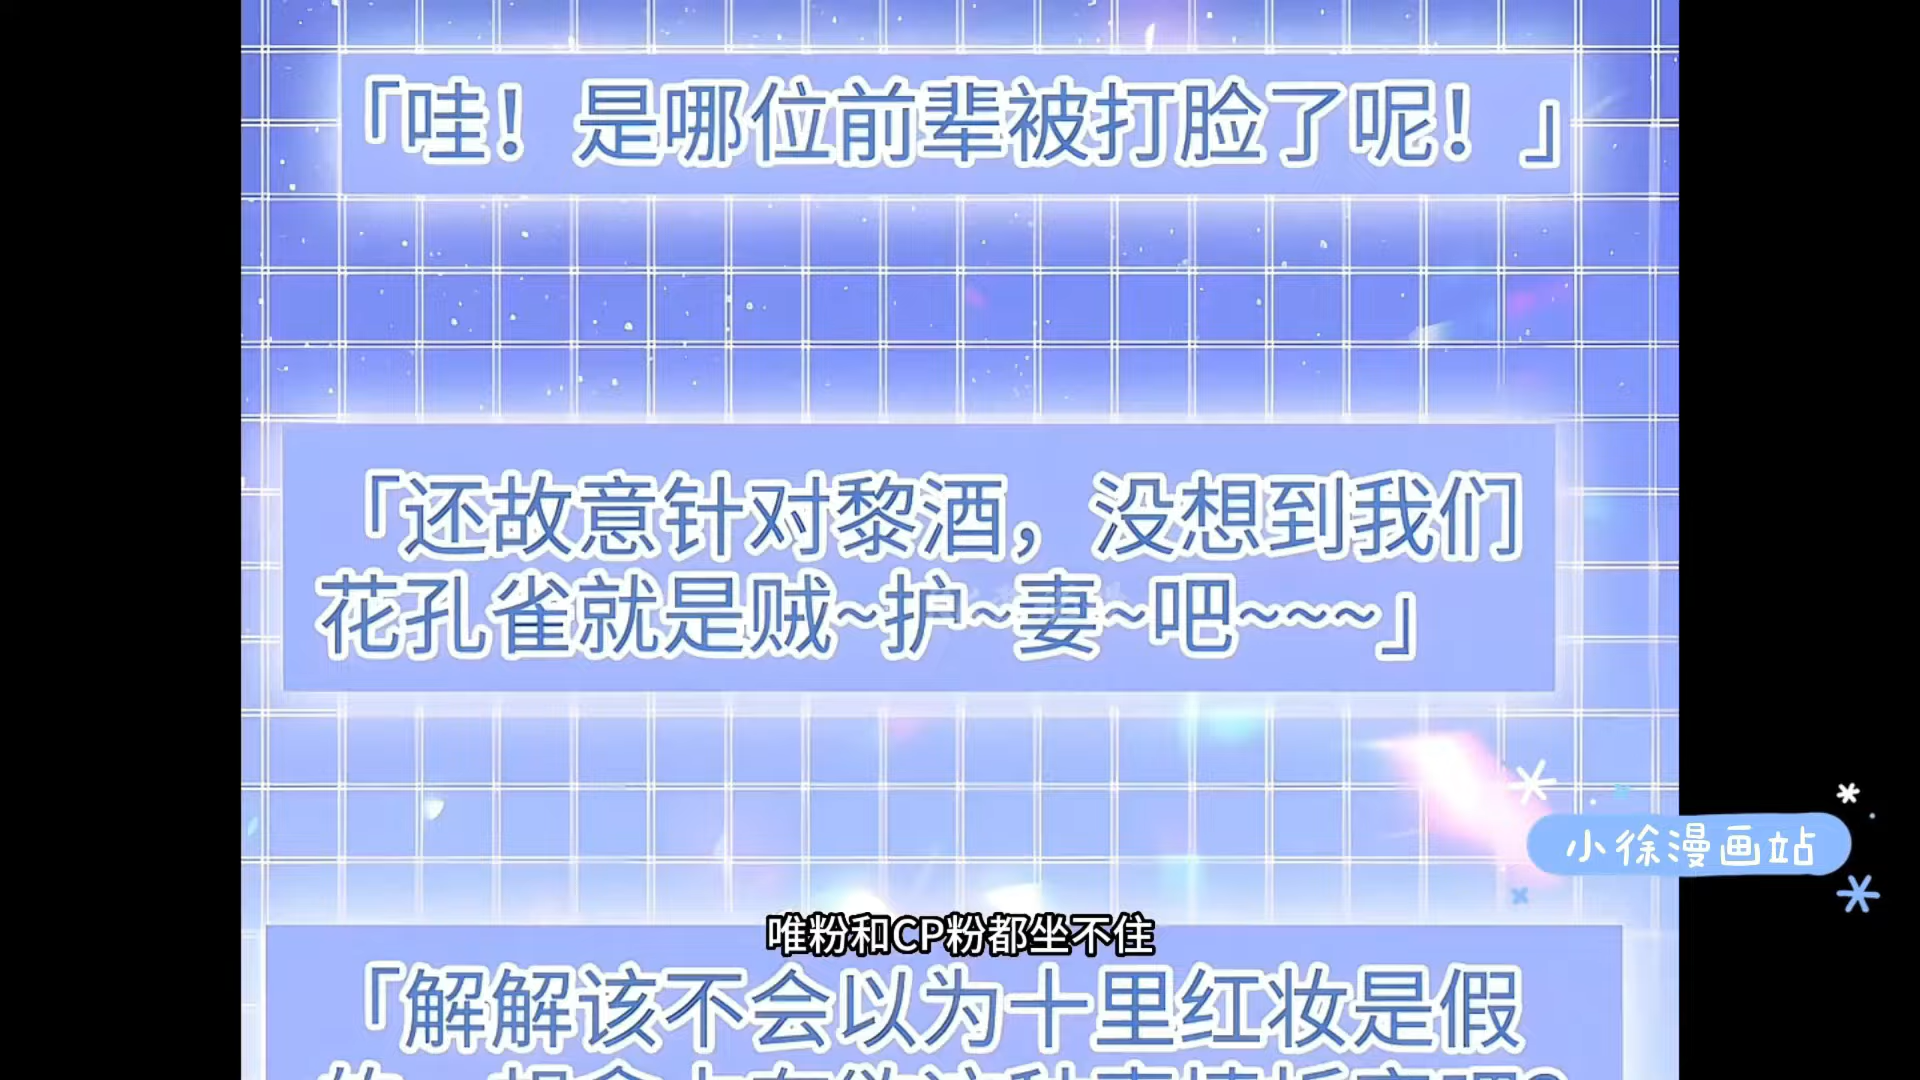 「哇！是哪位前辈被打脸了呢！」
「还故意针对黎酒，没想到我们
花孔雀就是贼~护~妻~吧~~~」
小徐漫画站
唯粉和CP粉都坐不住
「解解该不会以为十里红妆是假